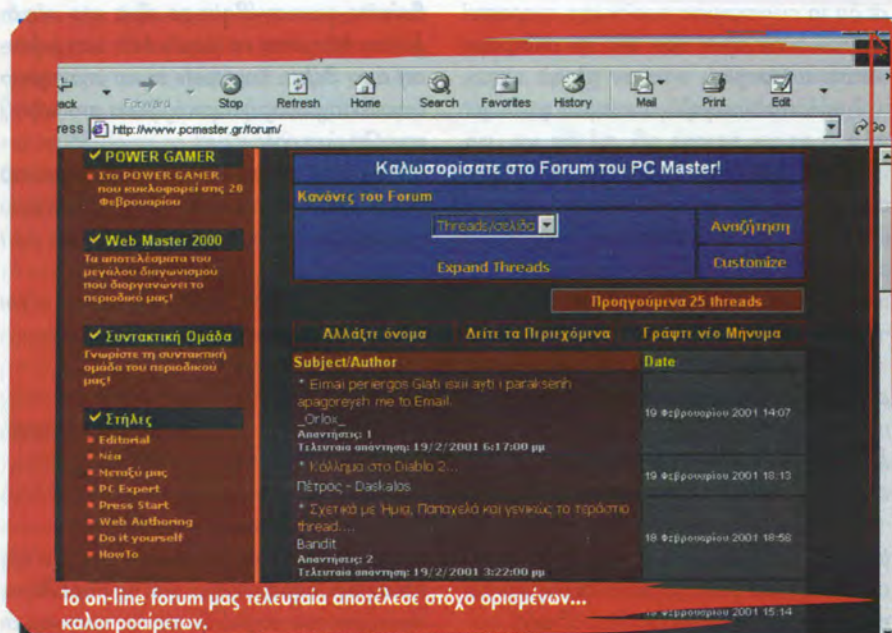 ack Forward Stop Refresh Home Search Favorites History Mail Print Edit
ress http://www.pcmaster.gr/forum/ Go
POWER GAMER
Στο POWER GAMER
που κυκλοφορεί στις 20
Φεβρουαρίου
Web Master 2000
Τα αποτελέσματα του
μεγάλου διαγωνισμού
που διοργανώνει το
περιοδικό μας!
Συντακτική Ομάδα
Γνωρίστε τη συντακτική
ομάδα του περιοδικού
μας!
Στήλες
Editorial
Νέα
Μεταξύ μας
PC Expert
Press Start
Web Authoring
Do it yourself
HowTo
Καλωσορίσατε στο Forum του PC Master!
Κανόνες του Forum
Threads/σελίδα
Αναζήτηση
Expand Threads
Customize
Προηγούμενα 25 threads
Αλλάξτε όνομα Δείτε τα Περιεχόμενα Γράψτε νέο Μήνυμα
Subject/Author Date
* Eimai periergos Giati isxii ayti i paraksenh
apagoreysh me to Email.
_Orlox_
Απαντήσεις: 1
Τελευταία απάντηση: 19/2/2001 6:17:00 μμ
19 Φεβρουαρίου 2001 14:07
* Κόλλημα στο Diablo 2...
Πέτρος - Daskalos
19 Φεβρουαρίου 2001 18:13
* Σχετικά με Ήμια, Παπαγελά και γενικώς το τεράστιο
thread....
Bandit
Απαντήσεις: 2
Τελευταία απάντηση: 19/2/2001 3:22:00 μμ
18 Φεβρουαρίου 2001 18:56
19 Φεβρουαρίου 2001 15:14
Το on-line forum μας τελευταία αποτέλεσε στόχο ορισμένων...
καλοπροαίρετων.